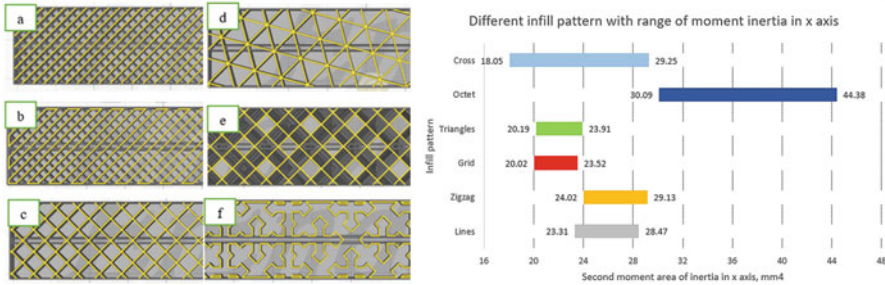 a
d
b
e
c
f
Different infill pattern with range of moment inertia in x axis
Infill pattern
Cross
18.05
29.25
Octet
30.09
44.38
Triangles
20.19
23.91
Grid
20.02
23.52
Zigzag
24.02
29.13
Lines
23.31
28.47
16 20 24 28 32 36 40 44 48
Second moment area of inertia in x axis, mm4